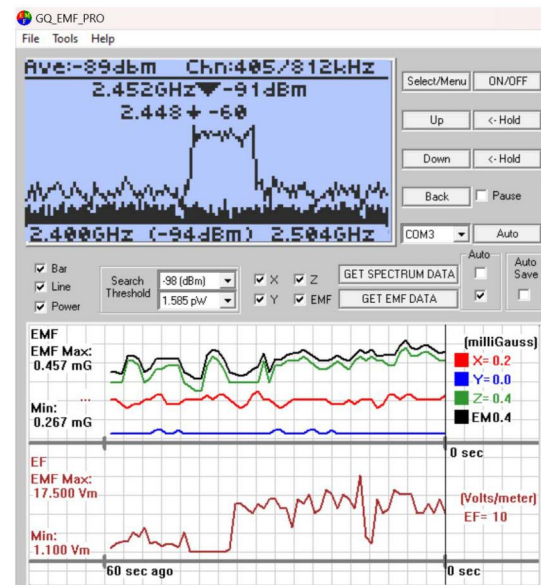 GQ_EMF_PRO
File Tools Help
Ave:-89dBm Chn:405/812kHz
2.452GHz▼-91dBm
2.448↓-60
2.400GHz (-94dBm) 2.504GHz
Select/Menu ON/OFF
Up <- Hold
Down <- Hold
Back Pause
COM3 Auto
Bar
Line
Power
Search Threshold
-98 (dBm)
1.585 pW
X Z
Y EMF
GET SPECTRUM DATA
GET EMF DATA
Auto
Auto Save
EMF
EMF Max:
0.457 mG
...
Min:
0.267 mG
(milliGauss)
X= 0.2
Y= 0.0
Z= 0.4
EM0.4
0 sec
EF
EMF Max:
17.500 Vm
Min:
1.100 Vm
(Volts/meter)
EF= 10
60 sec ago
0 sec